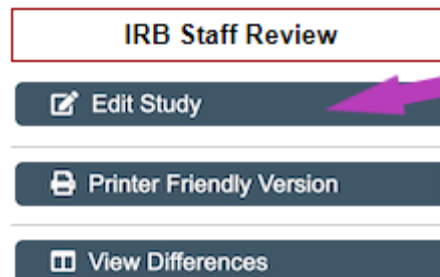 IRB Staff Review
Edit Study
Printer Friendly Version
View Differences